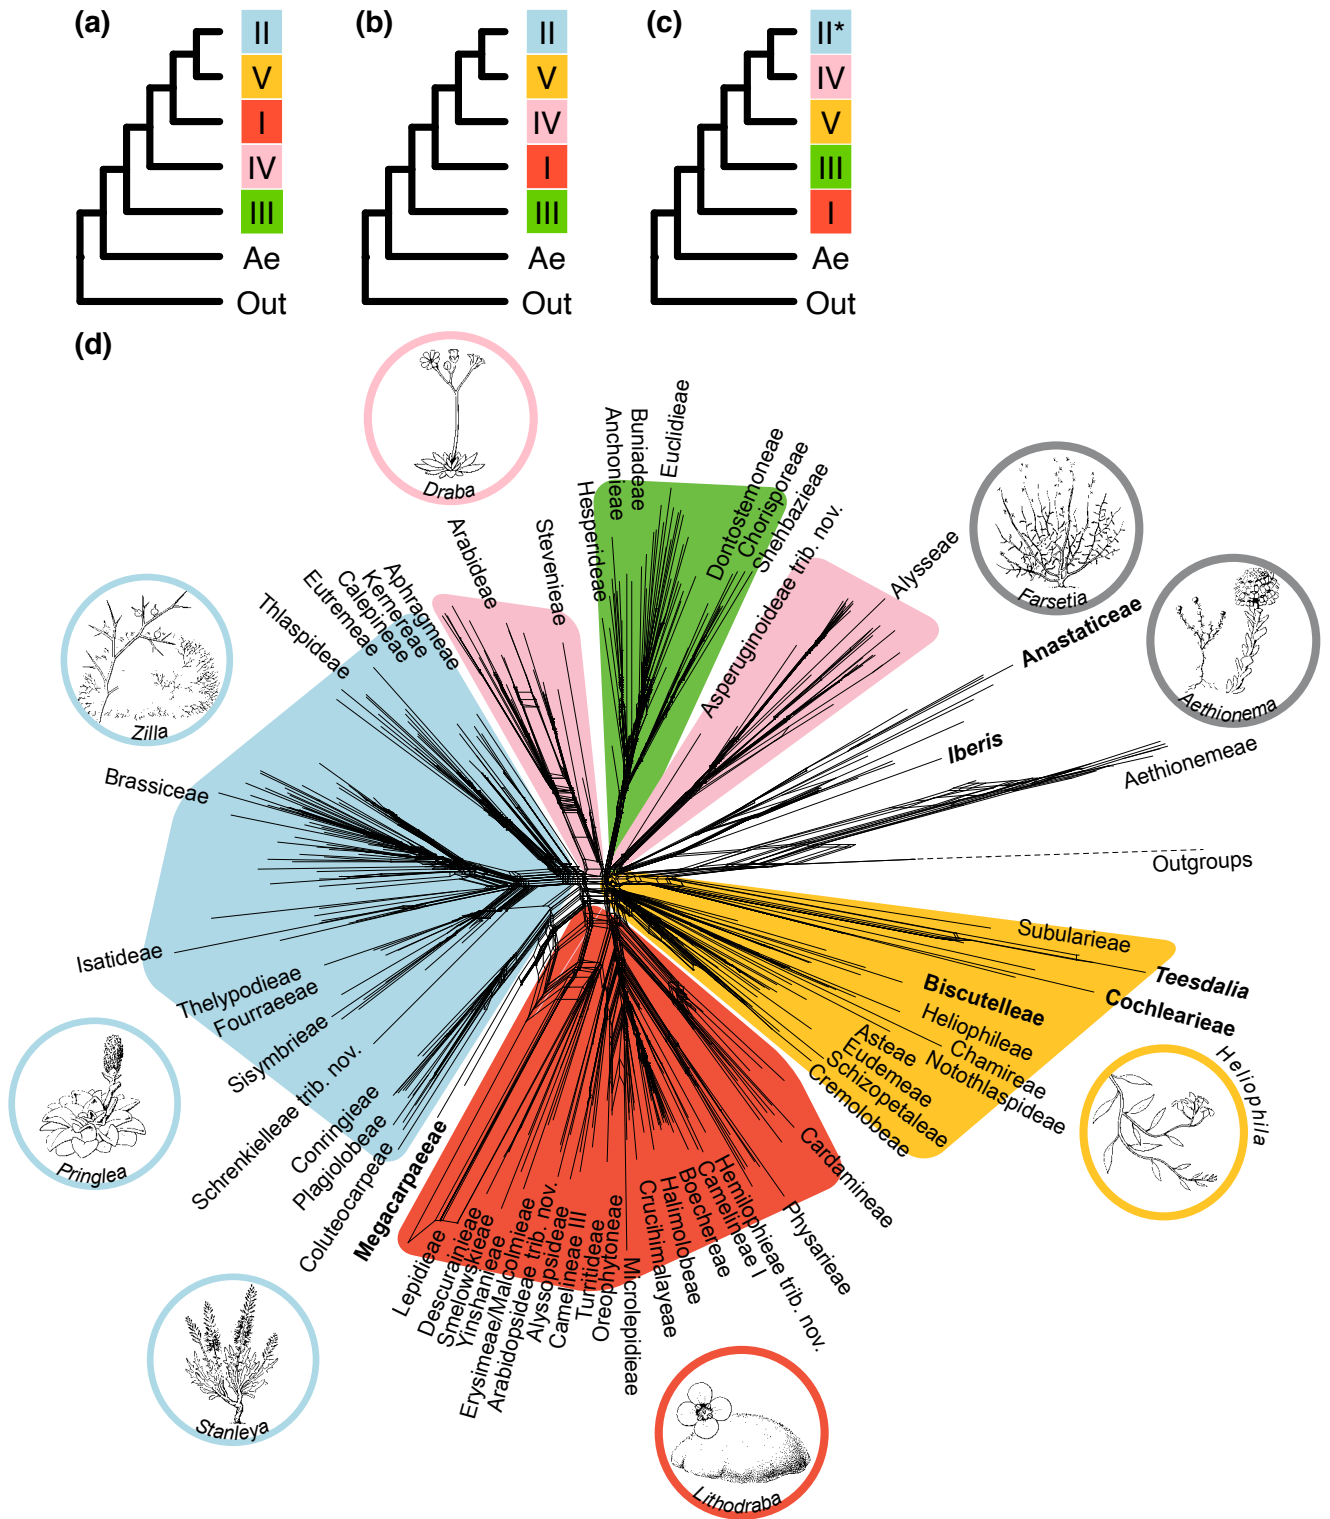 (a)
II
V
I
IV
III
Ae
Out
(b)
II
V
IV
I
III
Ae
Out
(c)
II*
IV
V
III
I
Ae
Out
(d)
Draba
Zilla
Pringlea
Stanleya
Lithodraba
Heliophila
Aethionema
Farsetia
Arabideae
Stevenieae
Hesperideae
Anchonieae
Buniadeae
Euclidieae
Dontostemoneae
Chorisporeae
Shehbazieae
Asperuginoideae trib. nov.
Alysseae
Anastaticeae
Iberis
Aethionemeae
Outgroups
Subularieae
Teesdalia
Cochlearieae
Biscutelleae
Heliophileae
Chamireae
Notothlaspideae
Asteae
Eudemeae
Schizopetaleae
Cremolobeae
Cardamineae
Physarieae
Hemilophieae trib. nov.
Camelineae I
Boechereae
Halimolobeae
Crucihimalayeae
Microlepidieae
Oreophytoneae
Turritideae
Camelineae III
Alyssopsideae
Arabidopsideae trib. nov.
Erysimeae/Malcolmieae
Yinshanieae
Smelowskieae
Descurainieae
Lepidieae
Megacarpaeeae
Coluteocarpeae
Plagiolobeae
Conringieae
Schrenkielleae trib. nov.
Sisymbrieae
Fourraeeae
Thelypodieae
Isatideae
Brassiceae
Thlaspideae
Eutremeae
Calepineae
Kernereae
Aphragmeae